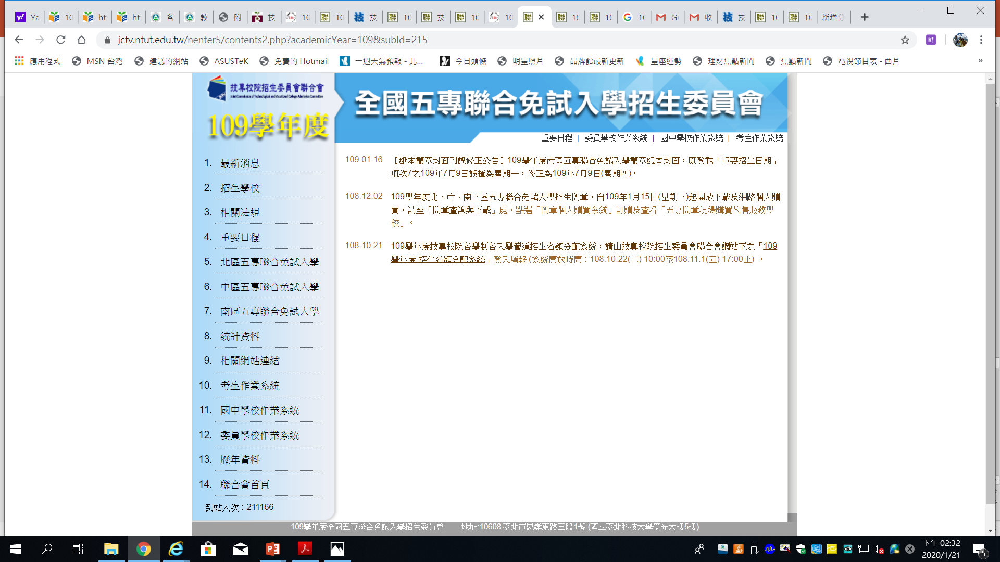 Ya
10
ht
ht
各
教
附
技
10
10
技
10
技
10
10
10
10
10
Gr
收
技
10
10
新增分
jctv.ntut.edu.tw/nenter5/contents2.php?academicYear=109&subId=215
應用程式
MSN 台灣
建議的網站
ASUSTeK
免費的 Hotmail
一週天氣預報 - 北...
今日頭條
明星照片
品牌館最新更新
星座運勢
理財焦點新聞
焦點新聞
電視節目表 - 西片
»
技專校院招生委員會聯合會
Joint Commission of Technological and Vocational College Admission Committee
109學年度
全國五專聯合免試入學招生委員會
重要日程 | 委員學校作業系統 | 國中學校作業系統 | 考生作業系統
1. 最新消息
2. 招生學校
3. 相關法規
4. 重要日程
5. 北區五專聯合免試入學
6. 中區五專聯合免試入學
7. 南區五專聯合免試入學
8. 統計資料
9. 相關網站連結
10. 考生作業系統
11. 國中學校作業系統
12. 委員學校作業系統
13. 歷年資料
14. 聯合會首頁
到站人次：211166
109.01.16 【紙本簡章封面刊誤修正公告】109學年度南區五專聯合免試入學簡章紙本封面，原登載「重要招生日期」
項次7之109年7月9日誤植為星期一，修正為109年7月9日(星期四)。
108.12.02 109學年度北、中、南三區五專聯合免試入學招生簡章，自109年1月15日(星期三)起開放下載及網路個人購
買，請至「簡章查詢與下載」處，點選「簡章個人購買系統」訂購及查看「五專簡章現場購買代售服務學
校」。
108.10.21 109學年度技專校院各學制各入學管道招生名額分配系統，請由技專校院招生委員會聯合會網站下之「109
學年度 招生名額分配系統」登入填報 (系統開放時間：108.10.22(二) 10:00至108.11.1(五) 17:00止) 。
109學年度全國五專聯合免試入學招生委員會 地址:10608 臺北市忠孝東路三段1號 (國立臺北科技大學億光大樓5樓)
下午 02:32
2020/1/21
5